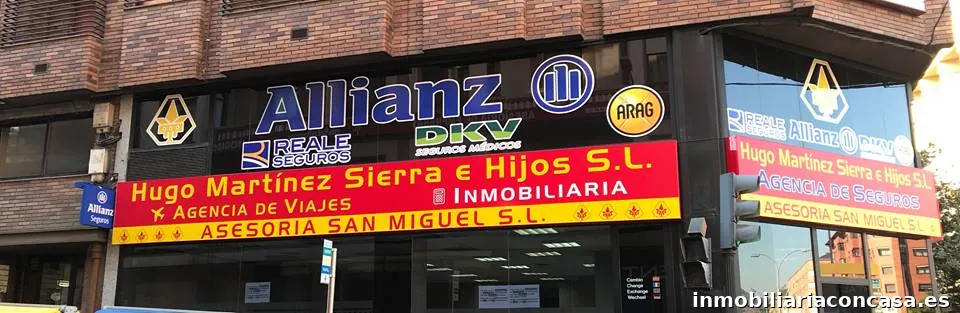 Allianz
ARAG
REALE
SEGUROS
DKV
SEGUROS MÉDICOS
Hugo Martínez Sierra e Hijos S.L.
AGENCIA DE VIAJES
INMOBILIARIA
ASESORIA SAN MIGUEL S.L.
Allianz
Seguros
REALE
SEGUROS
Allianz
DKV
Hugo Martínez Sierra e Hijos S.L.
AGENCIA DE SEGUROS
ASESORIA SAN MIGUEL S.L.
Cambio
Change
Exchange
Wechsel
inmobiliariaconcasa.es